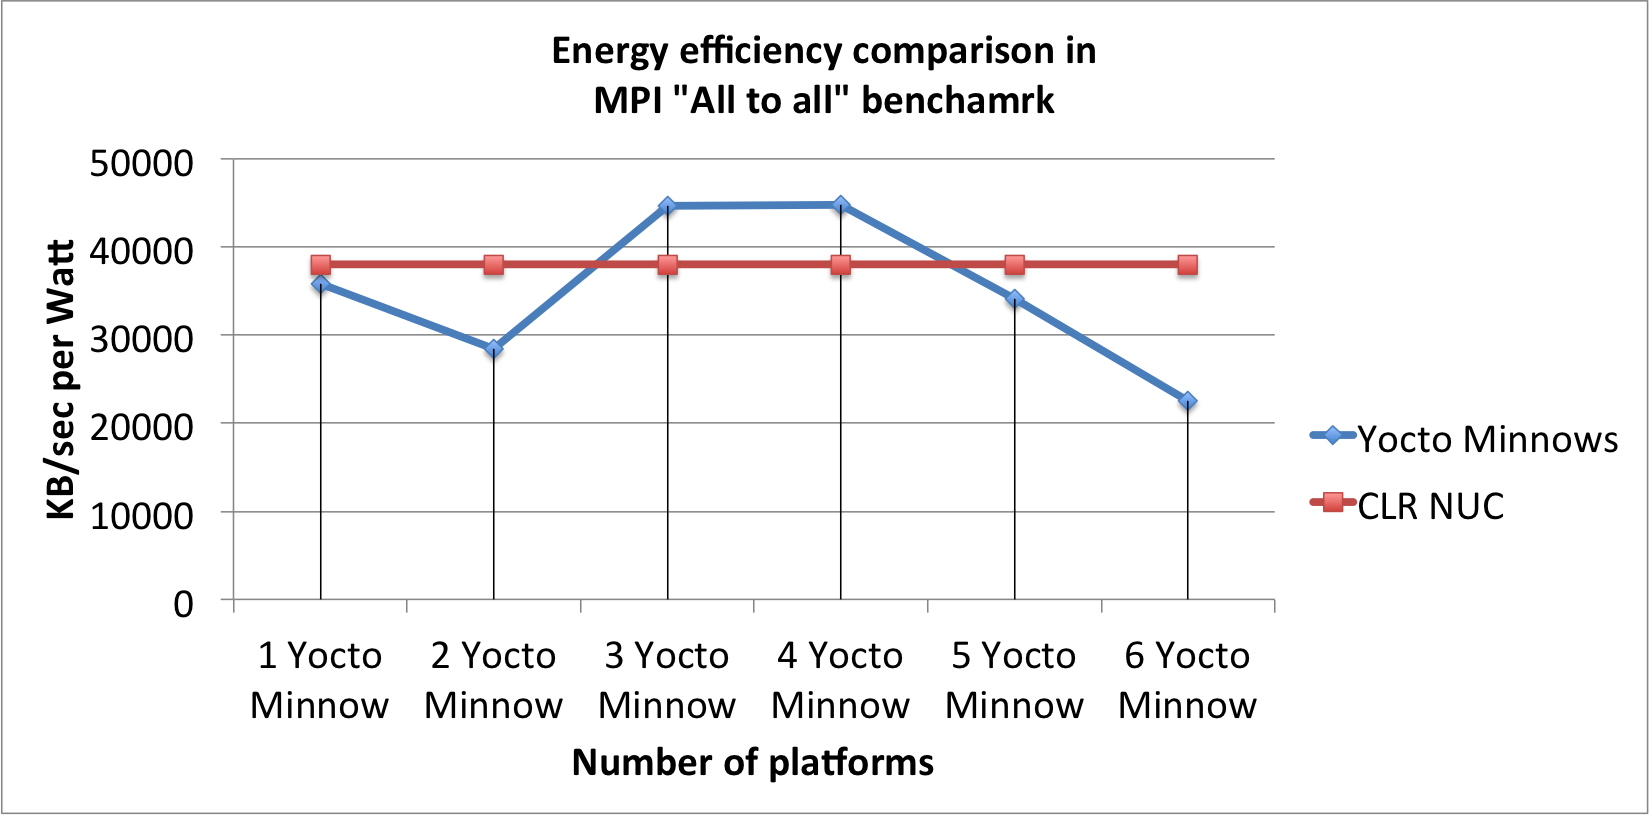 Energy efficiency comparison in
MPI "All to all" benchamrk
50000
40000
30000
20000
10000
0
KB/sec per Watt
1 Yocto
Minnow
2 Yocto
Minnow
3 Yocto
Minnow
4 Yocto
Minnow
5 Yocto
Minnow
6 Yocto
Minnow
Number of platforms
Yocto Minnows
CLR NUC